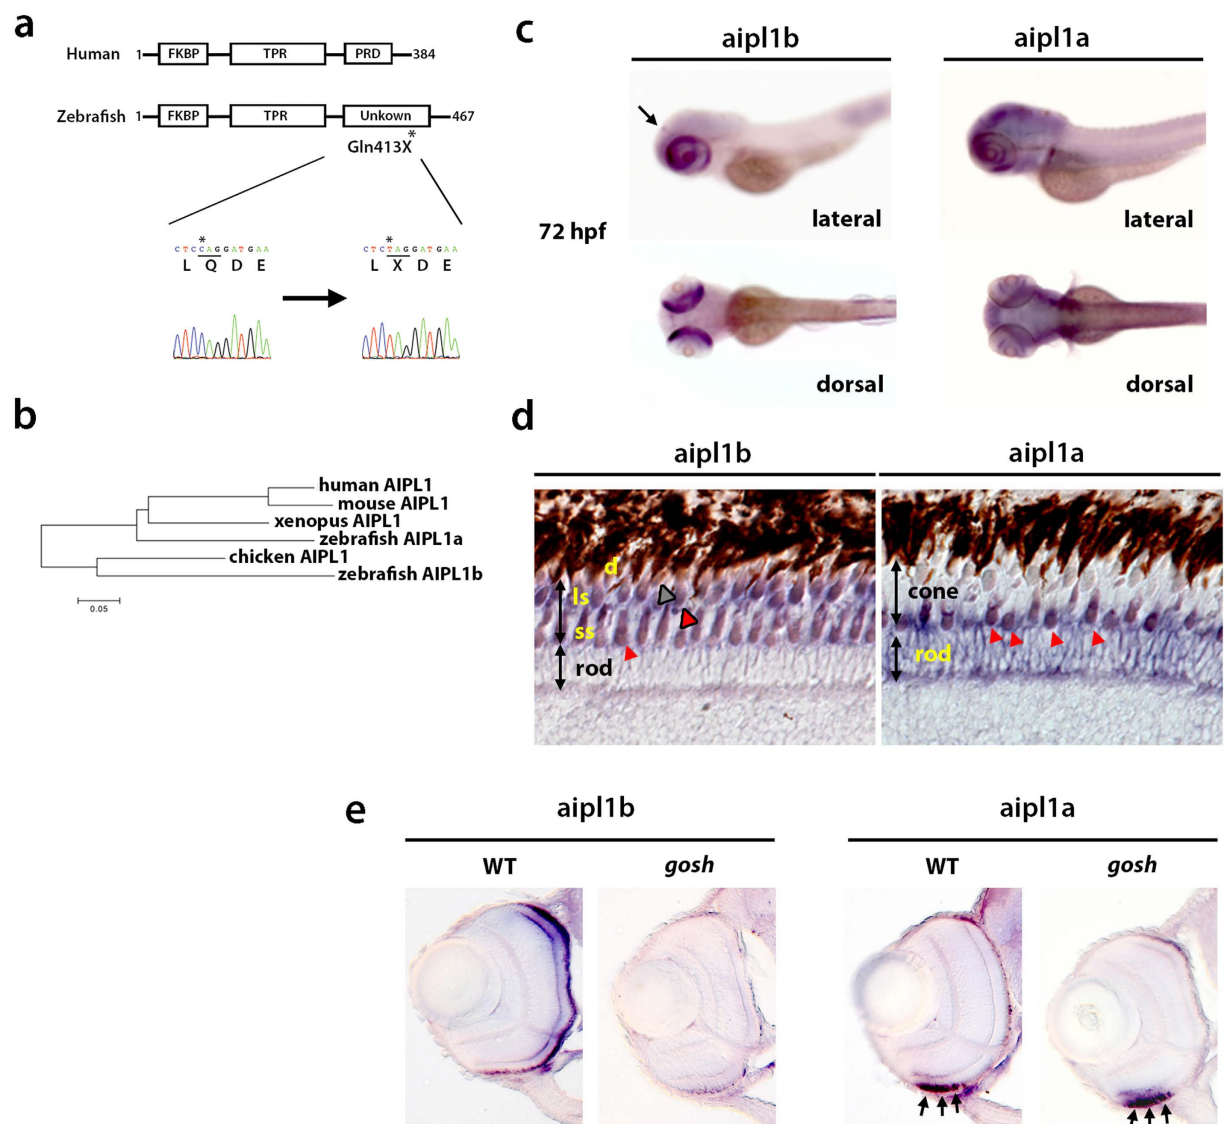 a
Human 1 FKBP TPR PRD 384
Zebrafish 1 FKBP TPR Unkown 467
*
Gln413X
* *
CTCCAGGATGAA CTCTAGGATGAA
L Q D E L X D E
b
human AIPL1
mouse AIPL1
xenopus AIPL1
zebrafish AIPL1a
chicken AIPL1
zebrafish AIPL1b
0.05
c
aipl1b aipl1a
lateral lateral
72 hpf
dorsal dorsal
d
aipl1b aipl1a
d
ls
ss
rod
cone
rod
e
aipl1b aipl1a
WT gosh WT gosh